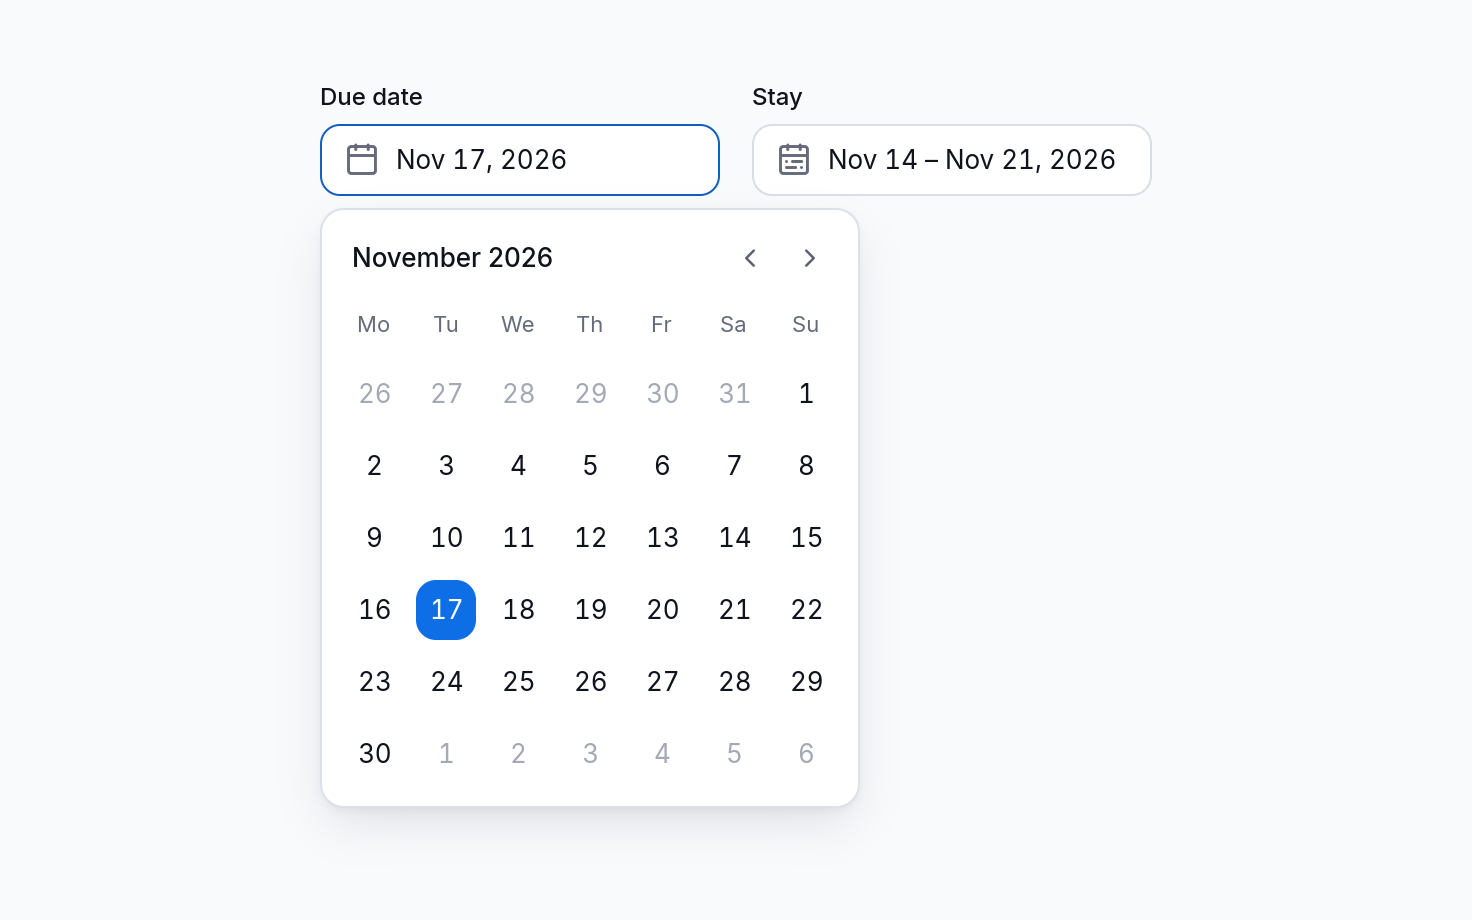 Due date
Nov 17, 2026
Stay
Nov 14 – Nov 21, 2026
November 2026
Mo Tu We Th Fr Sa Su
26 27 28 29 30 31 1
2 3 4 5 6 7 8
9 10 11 12 13 14 15
16 17 18 19 20 21 22
23 24 25 26 27 28 29
30 1 2 3 4 5 6